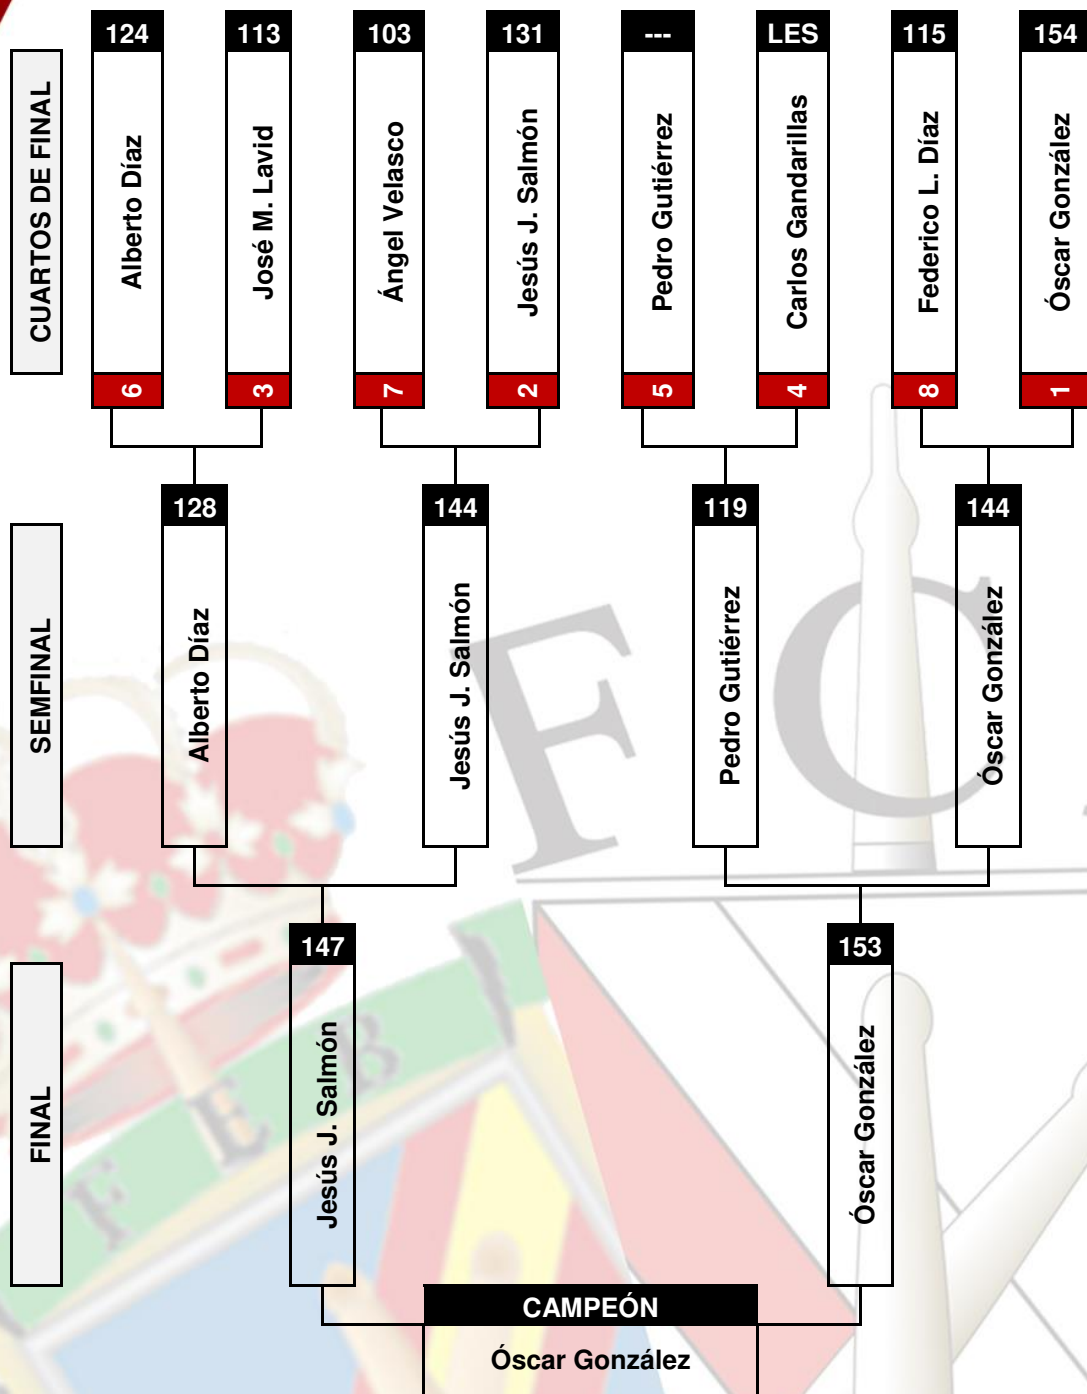 124
113
103
131
---
LES
115
154
CUARTOS DE FINAL
Alberto Díaz
José M. Lavid
Ángel Velasco
Jesús J. Salmón
Pedro Gutiérrez
Carlos Gandarillas
Federico L. Díaz
Óscar González
6
3
7
2
5
4
8
1
128
144
119
144
SEMFINAL
Alberto Díaz
Jesús J. Salmón
Pedro Gutiérrez
Óscar González
F C
147
153
FINAL
Jesús J. Salmón
Óscar González
F E B
CAMPEÓN
Óscar González